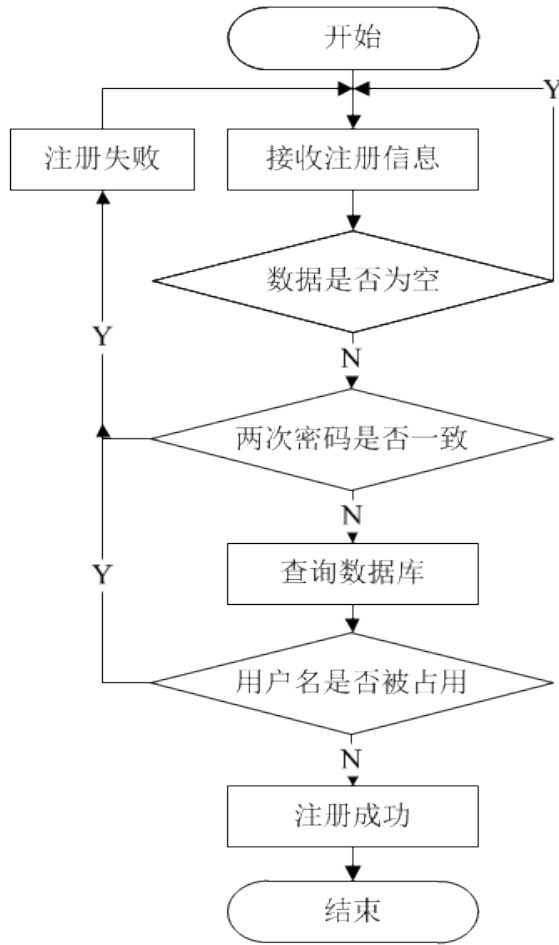 开始
Y
注册失败
接收注册信息
数据是否为空
N
Y
两次密码是否一致
N
查询数据库
Y
用户名是否被占用
N
注册成功
结束